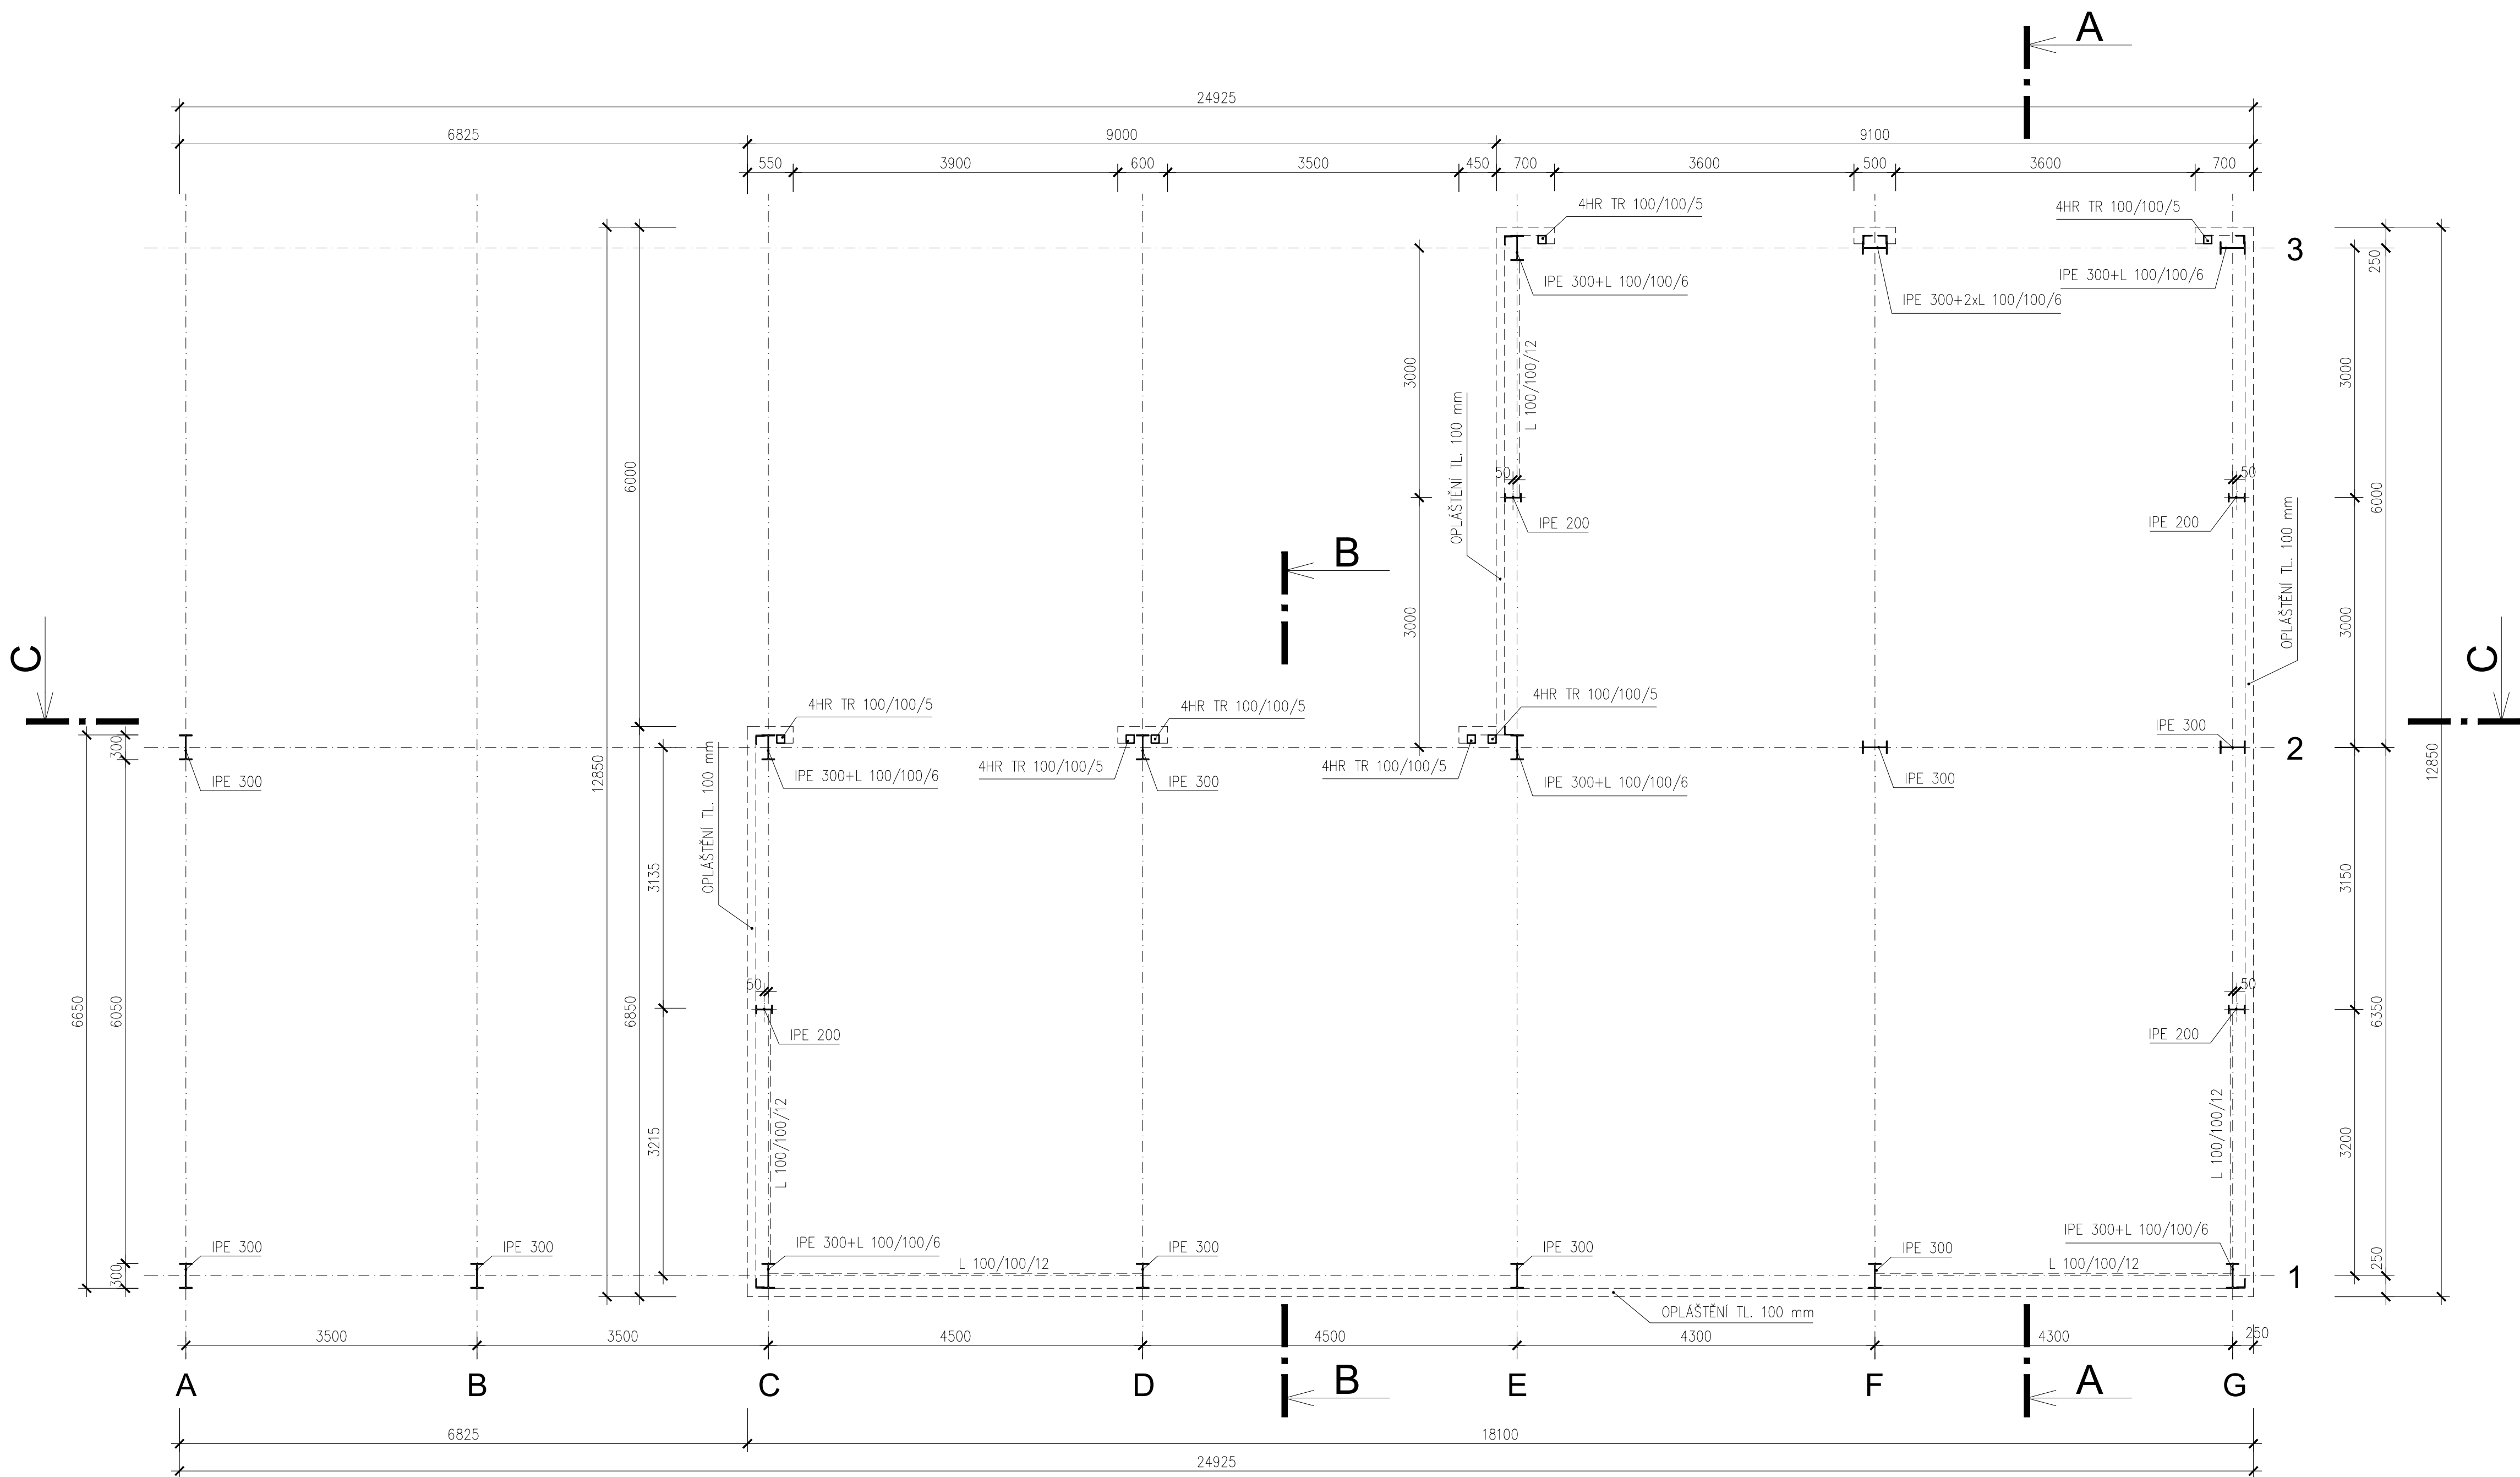 A
24925
6825
9000
9100
550
3900
600
3500
450
700
3600
500
3600
700
4HR TR 100/100/5
4HR TR 100/100/5
3
250
IPE 300+L 100/100/6
IPE 300+L 100/100/6
IPE 300+2xL 100/100/6
L 100/100/12
3000
3000
6000
OPLÁŠTĚNÍ TL. 100 mm
50
50
6000
IPE 200
IPE 200
OPLÁŠTĚNÍ TL. 100 mm
B
3000
3000
C
C
4HR TR 100/100/5
4HR TR 100/100/5
4HR TR 100/100/5
IPE 300
300
2
12850
12850
IPE 300
IPE 300+L 100/100/6
4HR TR 100/100/5
IPE 300
4HR TR 100/100/5
IPE 300+L 100/100/6
IPE 300
OPLÁŠTĚNÍ TL. 100 mm
3135
3150
50
50
6650
6050
6850
6350
IPE 200
IPE 200
L 100/100/12
L 100/100/12
3215
3200
IPE 300
IPE 300
IPE 300+L 100/100/6
IPE 300
IPE 300
IPE 300
IPE 300+L 100/100/6
L 100/100/12
L 100/100/12
300
250
1
OPLÁŠTĚNÍ TL. 100 mm
3500
3500
4500
4500
4300
4300
250
A
B
C
D
B
E
F
A
G
6825
18100
24925